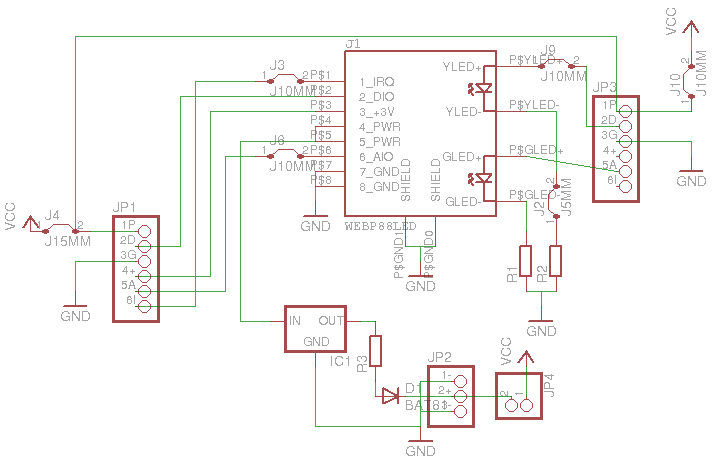 J1
WEBP88LED
P$1
P$2
P$3
P$4
P$5
P$6
P$7
P$8
1_IRQ
2_DIO
3_+3V
4_PWR
5_PWR
6_AIO
7_GND
8_GND
SHIELD
SHIELD
YLED+
YLED-
GLED+
GLED-
P$YLED+
P$YLED-
P$GLED+
P$GLED-
P$GND1
P$GND0
GND
GND
J3
1
2
J10MM
J6
1
2
J10MM
J9
J10MM
VCC
J10
J10MM
2
1
JP3
1P
2D
3G
4+
5A
6I
GND
VCC
J4
1
2
J15MM
JP1
1P
2D
3G
4+
5A
6I
GND
J2
J5MM
2
1
R1
R2
GND
IN
OUT
GND
IC1
R3
JP2
1-
2+
3-
GND
VCC
JP4
2
1